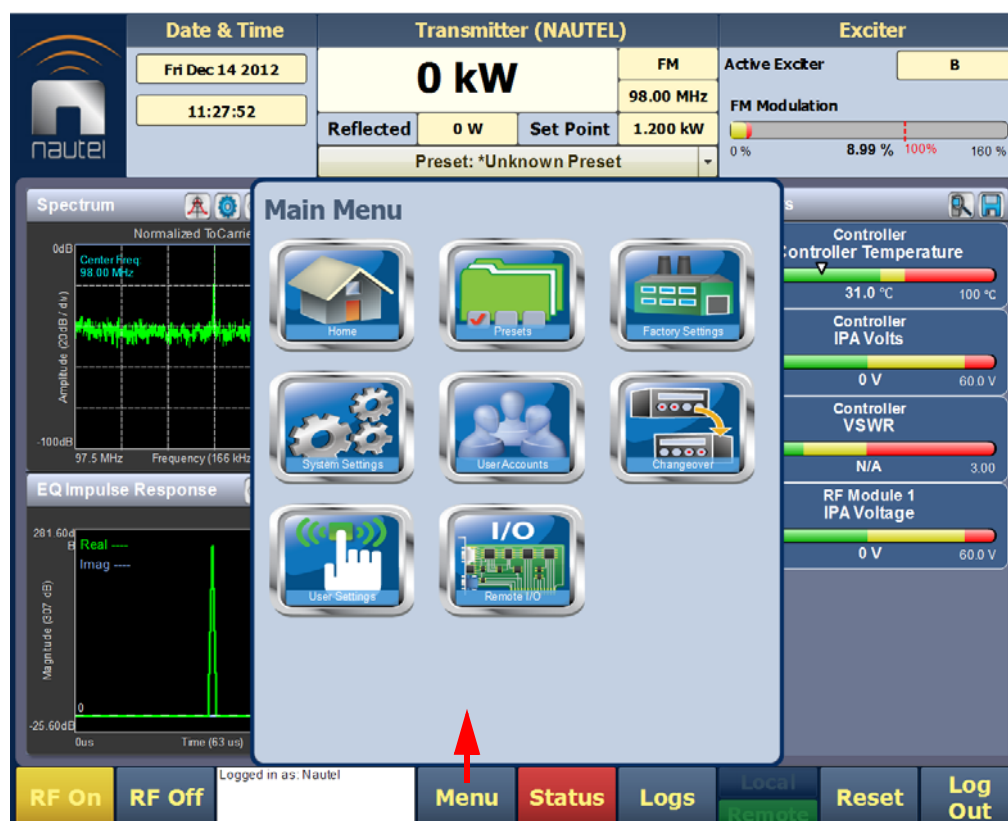 nautel
Date & Time
Fri Dec 14 2012
11:27:52
Transmitter (NAUTEL)
0 kW
FM
98.00 MHz
Reflected
0 W
Set Point
1.200 kW
Preset: *Unknown Preset
Exciter
Active Exciter
B
FM Modulation
0 %
8.99 %
100%
160 %
Spectrum
Normalized To Carrie
0dB
Center Freq:
98.00 MHz
Amplitude (20dB / div)
-100dB
97.5 MHz
Frequency (166 kHz
EQ Impulse Response
281.60d
B
Real ----
Imag ----
Magnitude (307 dB)
0
-25.60dB
0us
Time (63 us)
Main Menu
Home
Presets
Factory Settings
System Settings
User Accounts
Changeover
User Settings
I/O
Remote I/O
s
Controller
Controller Temperature
31.0 °C
100 °C
Controller
IPA Volts
0 V
60.0 V
Controller
VSWR
N/A
3.00
RF Module 1
IPA Voltage
0 V
60.0 V
RF On
RF Off
Logged in as: Nautel
Menu
Status
Logs
Local
Remote
Reset
Log
Out